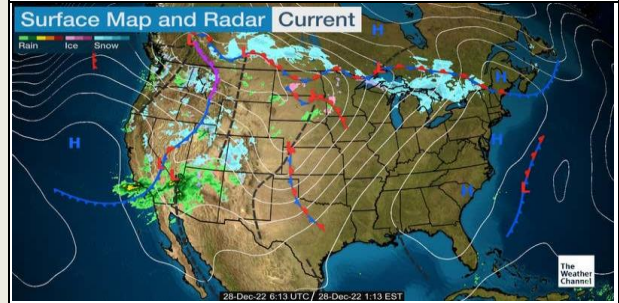 Surface Map and Radar Current
Rain Ice Snow
H
L
H
L
L
H
H
H
L
L
L
H
L
The
Weather
Channel
28-Dec-22 6:13 UTC / 28-Dec-22 1:13 EST